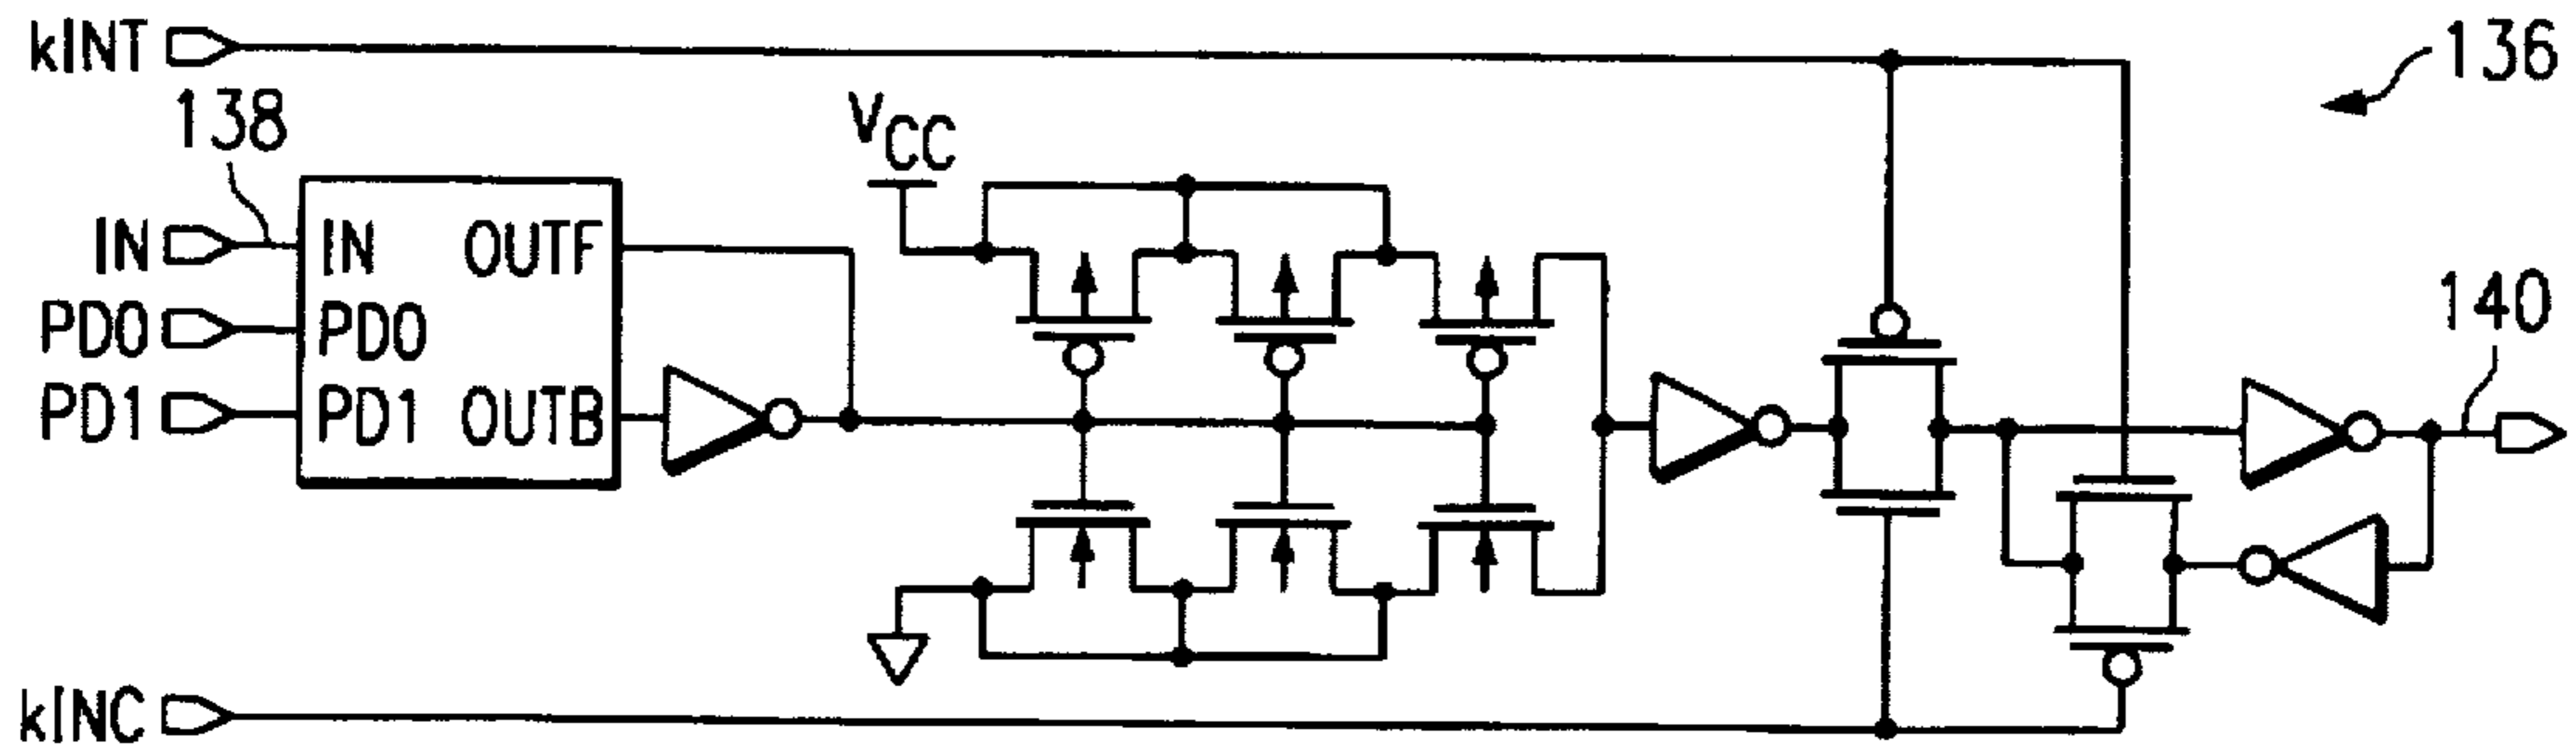 kINT
136
138
VCC
IN
IN OUTF
PD0
PD0
140
PD1
PD1 OUTB
kINC